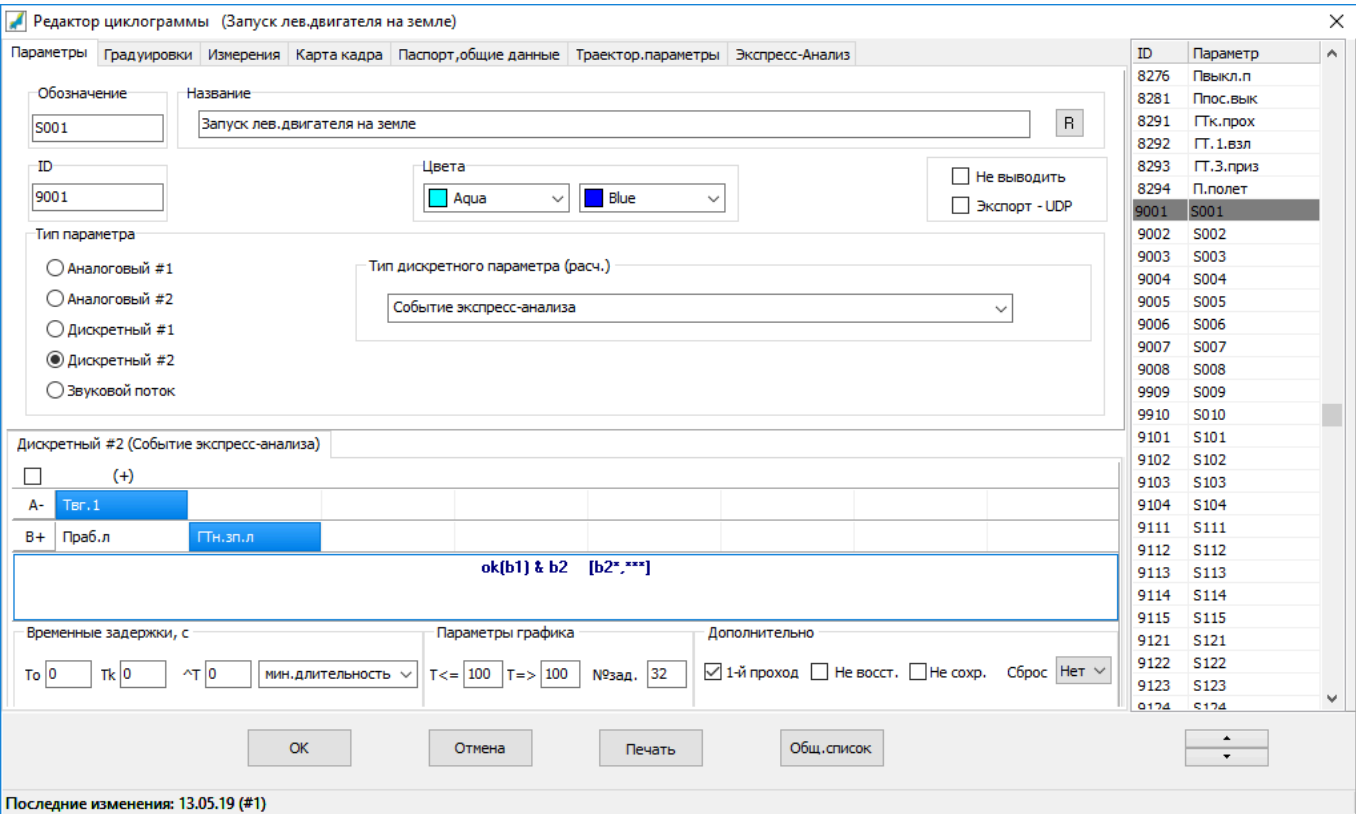 Редактор циклограммы (Запуск лев.двигателя на земле)
Параметры Градуировки Измерения Карта кадра Паспорт,общие данные Траектор.параметры Экспресс-Анализ
Обозначение Название
S001 Запуск лев.двигателя на земле R
ID Цвета
9001 Aqua Blue
Не выводить
Экспорт - UDP
Тип параметра
Аналоговый #1
Аналоговый #2
Дискретный #1
Дискретный #2
Звуковой поток
Тип дискретного параметра (расч.)
Событие экспресс-анализа
Дискретный #2 (Событие экспресс-анализа)
(+)
A- Твг.1
B+ Праб.л ГТн.зп.л
ok(b1) & b2 [b2*,***]
Временные задержки, с Параметры графика Дополнительно
To 0 Tk 0 ^T 0 мин.длительность T<= 100 T=> 100 №зад. 32 1-й проход Не восст. Не сохр. Сброс Нет
OK Отмена Печать Общ.список
Последние изменения: 13.05.19 (#1)
ID Параметр
8276 Пвыкл.п
8281 Ппос.вык
8291 ГТк.прох
8292 ГТ.1.взл
8293 ГТ.3.приз
8294 П.полет
9001 S001
9002 S002
9003 S003
9004 S004
9005 S005
9006 S006
9007 S007
9008 S008
9909 S009
9910 S010
9101 S101
9102 S102
9103 S103
9104 S104
9111 S111
9112 S112
9113 S113
9114 S114
9115 S115
9121 S121
9122 S122
9123 S123
9124 S124